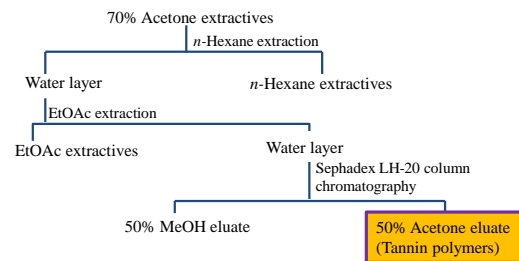 70% Acetone extractives
n-Hexane extraction
Water layer
n-Hexane extractives
EtOAc extraction
EtOAc extractives
Water layer
Sephadex LH-20 column
chromatography
50% MeOH eluate
50% Acetone eluate
(Tannin polymers)